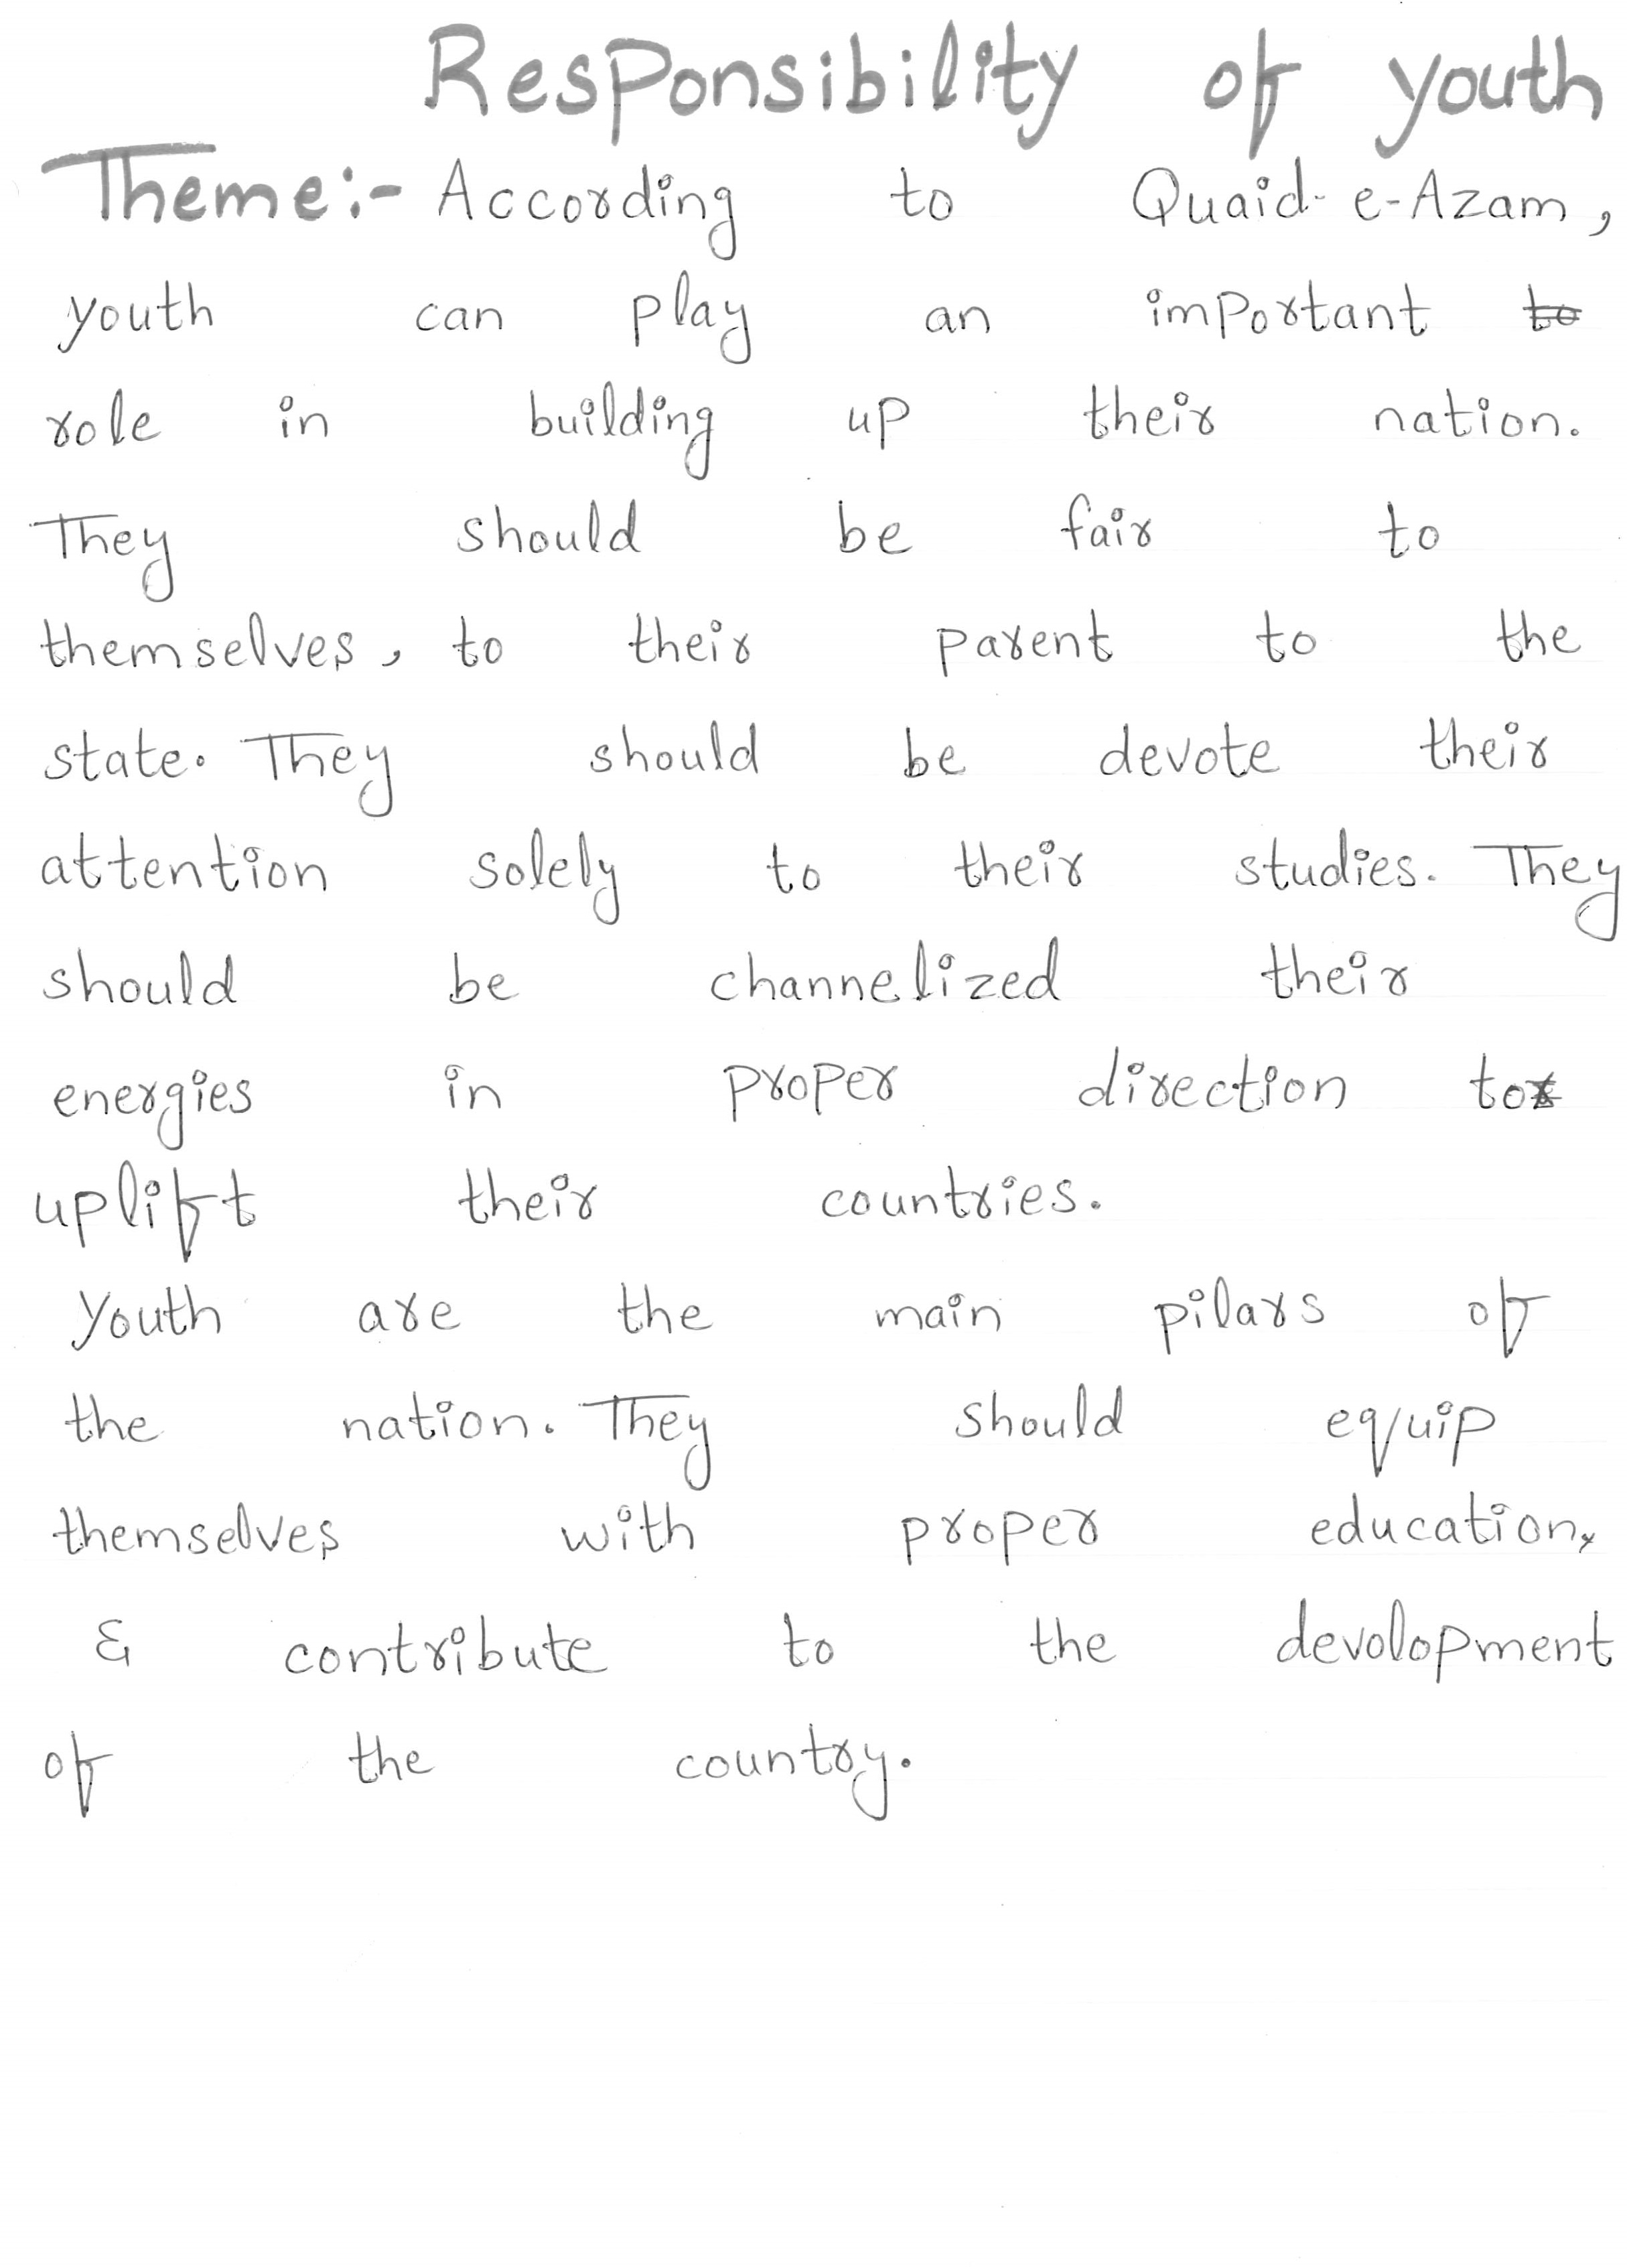 Responsibility of youth
Theme:- According to Quaid-e-Azam,
youth can play an important to
role in building up their nation.
They should be fair to
themselves, to their parent to the
state. They should be devote their
attention solely to their studies. They
should be channelized their
energies in proper direction to
uplift their countries.
Youth are the main pilars of
the nation. They should equip
themselves with proper education,
& contribute to the devolopment
of the country.